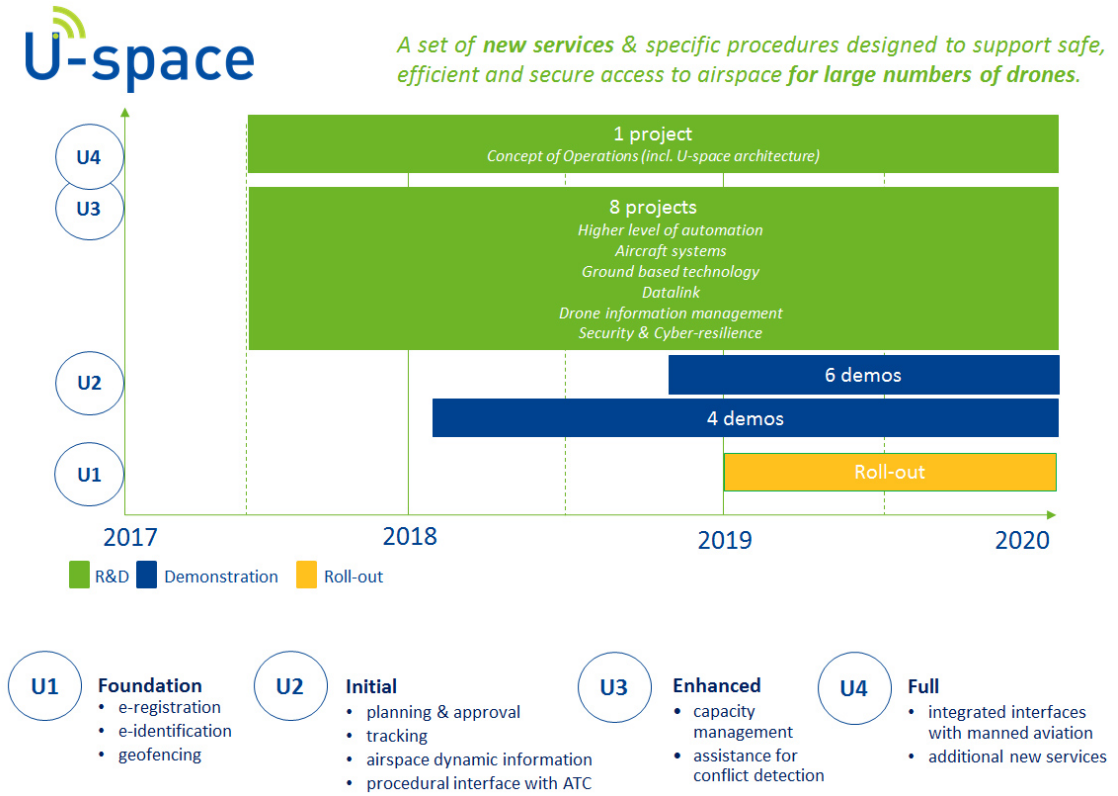 U-space
A set of new services & specific procedures designed to support safe,
efficient and secure access to airspace for large numbers of drones.
U4
1 project
Concept of Operations (incl. U-space architecture)
U3
8 projects
Higher level of automation
Aircraft systems
Ground based technology
Datalink
Drone information management
Security & Cyber-resilience
U2
6 demos
4 demos
U1
Roll-out
2017
2018
2019
2020
R&D
Demonstration
Roll-out
U1
Foundation
• e-registration
• e-identification
• geofencing
U2
Initial
• planning & approval
• tracking
• airspace dynamic information
• procedural interface with ATC
U3
Enhanced
• capacity
management
• assistance for
conflict detection
U4
Full
• integrated interfaces
with manned aviation
• additional new services